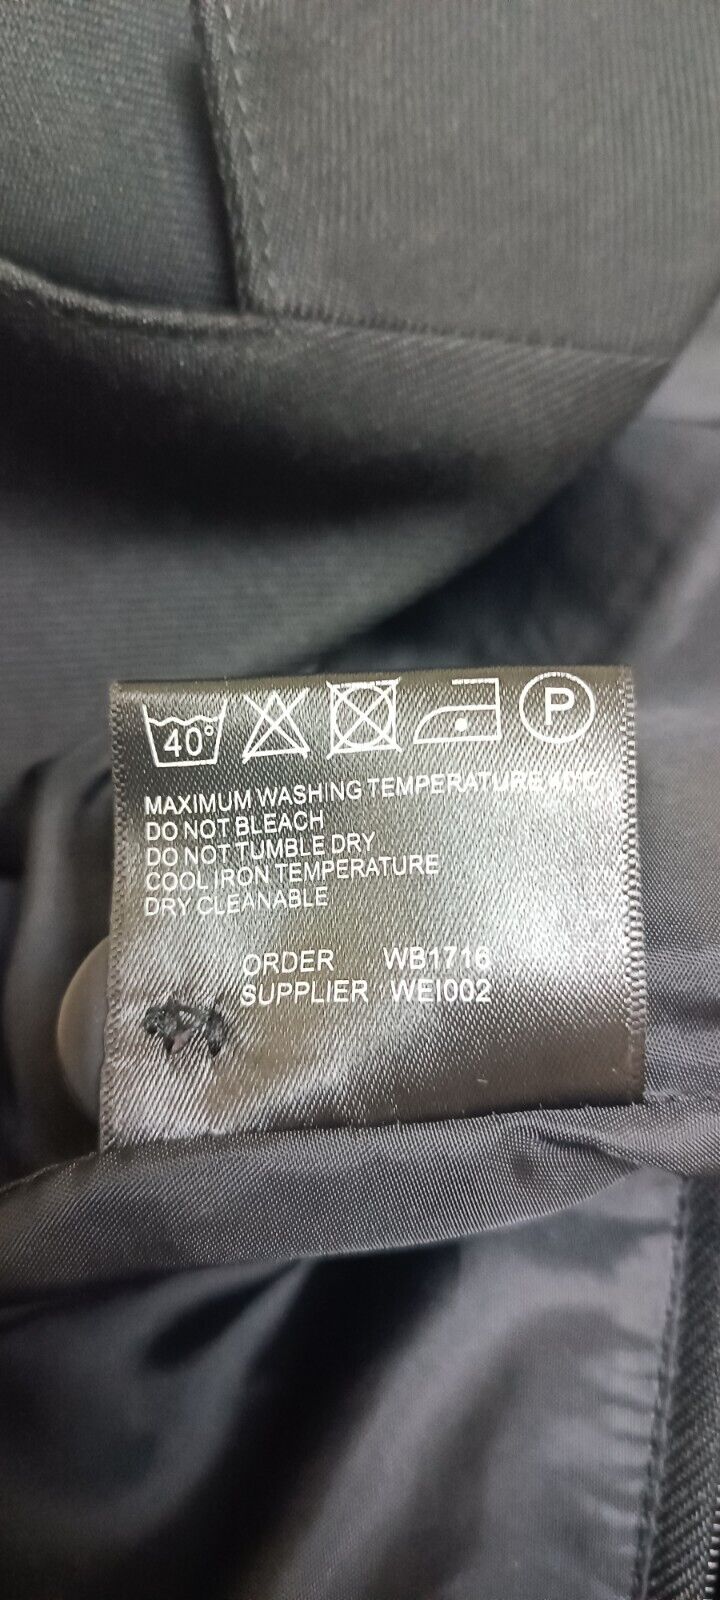 40° P
MAXIMUM WASHING TEMPERATURE 40°C
DO NOT BLEACH
DO NOT TUMBLE DRY
COOL IRON TEMPERATURE
DRY CLEANABLE
ORDER WB1716
SUPPLIER WEI002